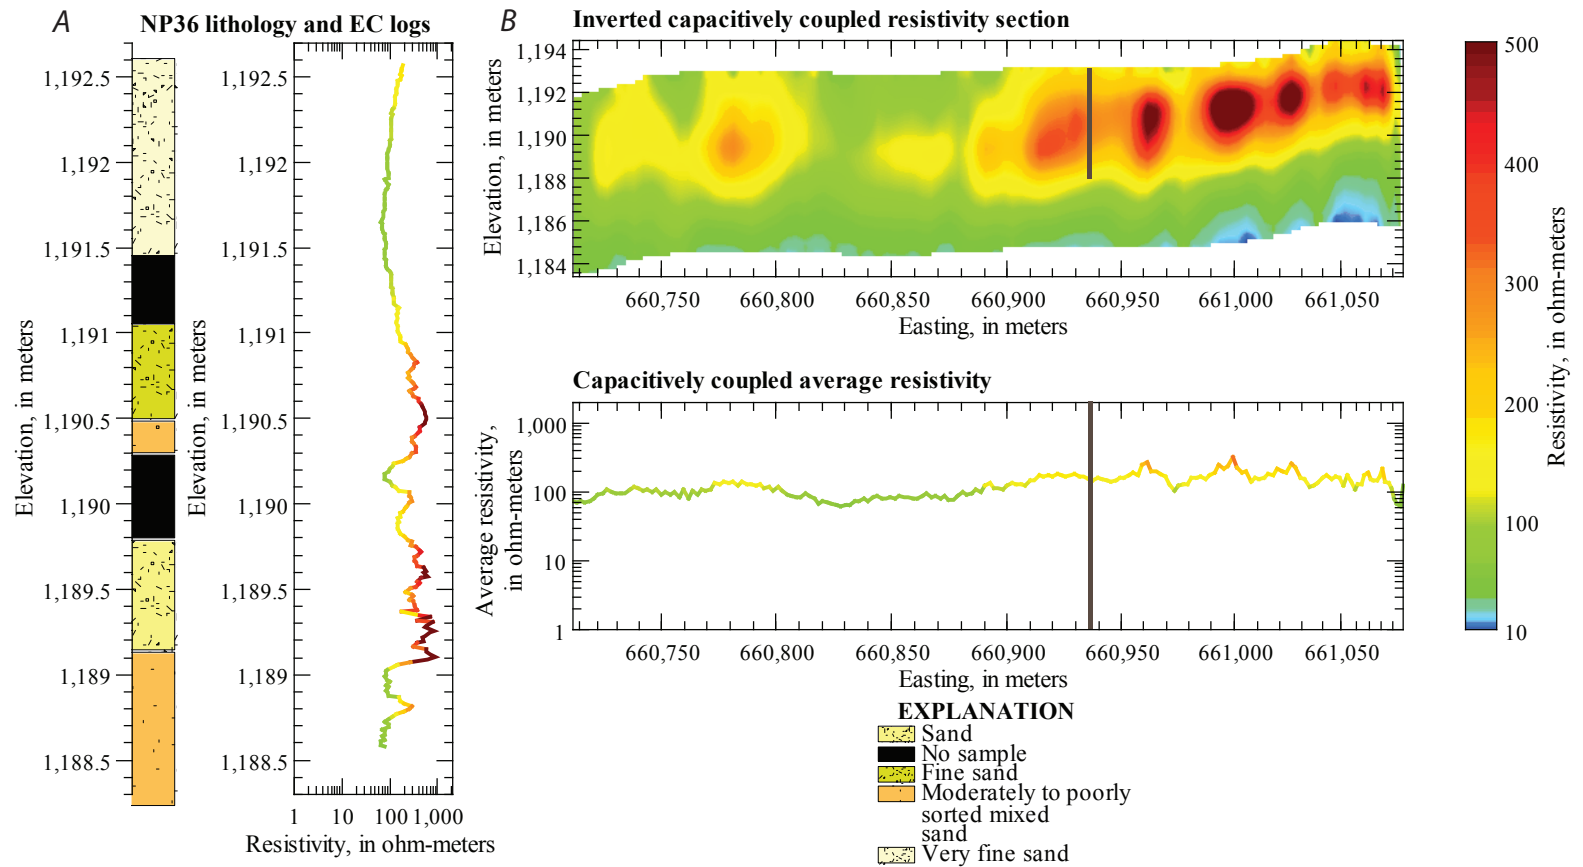 A
NP36 lithology and EC logs
Elevation, in meters
1,192.5
1,192
1,191.5
1,191
1,190.5
1,190
1,189.5
1,189
1,188.5
Elevation, in meters
1,192.5
1,192
1,191.5
1,191
1,190.5
1,190
1,189.5
1,189
1,188.5
1 10 100 1,000
Resistivity, in ohm-meters
B
Inverted capacitively coupled resistivity section
Elevation, in meters
1,194
1,192
1,190
1,188
1,186
1,184
660,750 660,800 660,850 660,900 660,950 661,000 661,050
Easting, in meters
Capacitively coupled average resistivity
Average resistivity,
in ohm-meters
1,000
100
10
1
660,750 660,800 660,850 660,900 660,950 661,000 661,050
Easting, in meters
EXPLANATION
Sand
No sample
Fine sand
Moderately to poorly
sorted mixed
sand
Very fine sand
500
400
300
200
100
10
Resistivity, in ohm-meters